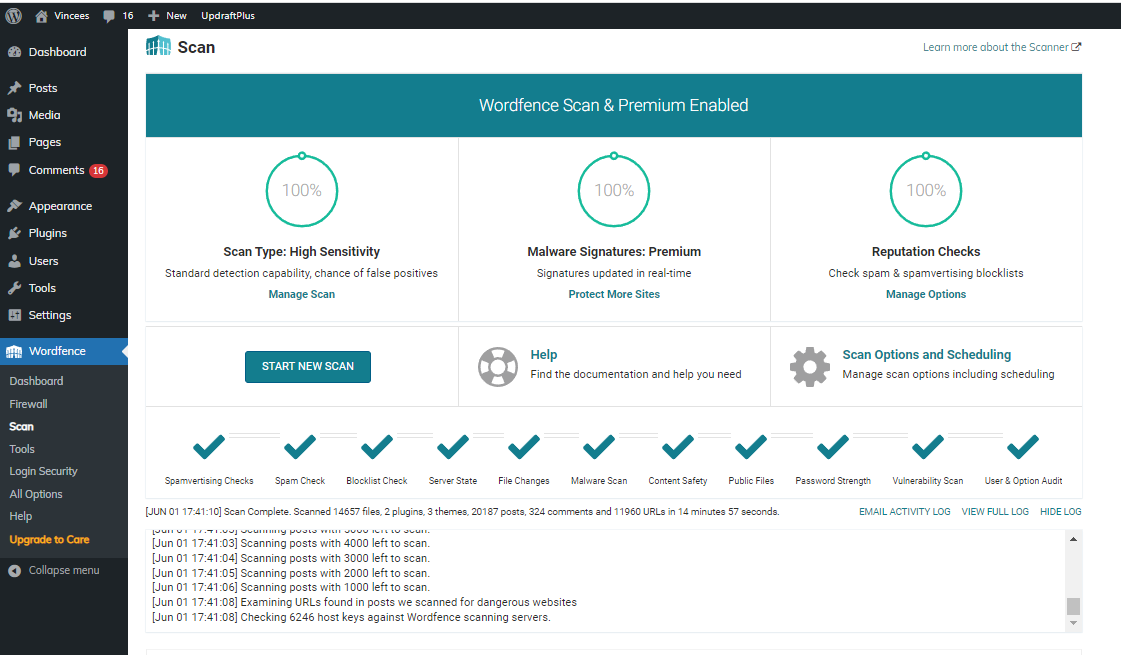 Vincees 16 New UpdraftPlus
Dashboard
Posts
Media
Pages
Comments 16
Appearance
Plugins
Users
Tools
Settings
Wordfence
Dashboard
Firewall
Scan
Tools
Login Security
All Options
Help
Upgrade to Care
Collapse menu
Scan
Learn more about the Scanner
Wordfence Scan & Premium Enabled
100%
Scan Type: High Sensitivity
Standard detection capability, chance of false positives
Manage Scan
100%
Malware Signatures: Premium
Signatures updated in real-time
Protect More Sites
100%
Reputation Checks
Check spam & spamvertising blocklists
Manage Options
START NEW SCAN
Help
Find the documentation and help you need
Scan Options and Scheduling
Manage scan options including scheduling
Spamvertising Checks
Spam Check
Blocklist Check
Server State
File Changes
Malware Scan
Content Safety
Public Files
Password Strength
Vulnerability Scan
User & Option Audit
[JUN 01 17:41:10] Scan Complete. Scanned 14657 files, 2 plugins, 3 themes, 20187 posts, 324 comments and 11960 URLs in 14 minutes 57 seconds.
EMAIL ACTIVITY LOG VIEW FULL LOG HIDE LOG
[Jun 01 17:41:03] Scanning posts with 5000 left to scan.
[Jun 01 17:41:03] Scanning posts with 4000 left to scan.
[Jun 01 17:41:04] Scanning posts with 3000 left to scan.
[Jun 01 17:41:05] Scanning posts with 2000 left to scan.
[Jun 01 17:41:06] Scanning posts with 1000 left to scan.
[Jun 01 17:41:08] Examining URLs found in posts we scanned for dangerous websites
[Jun 01 17:41:08] Checking 6246 host keys against Wordfence scanning servers.